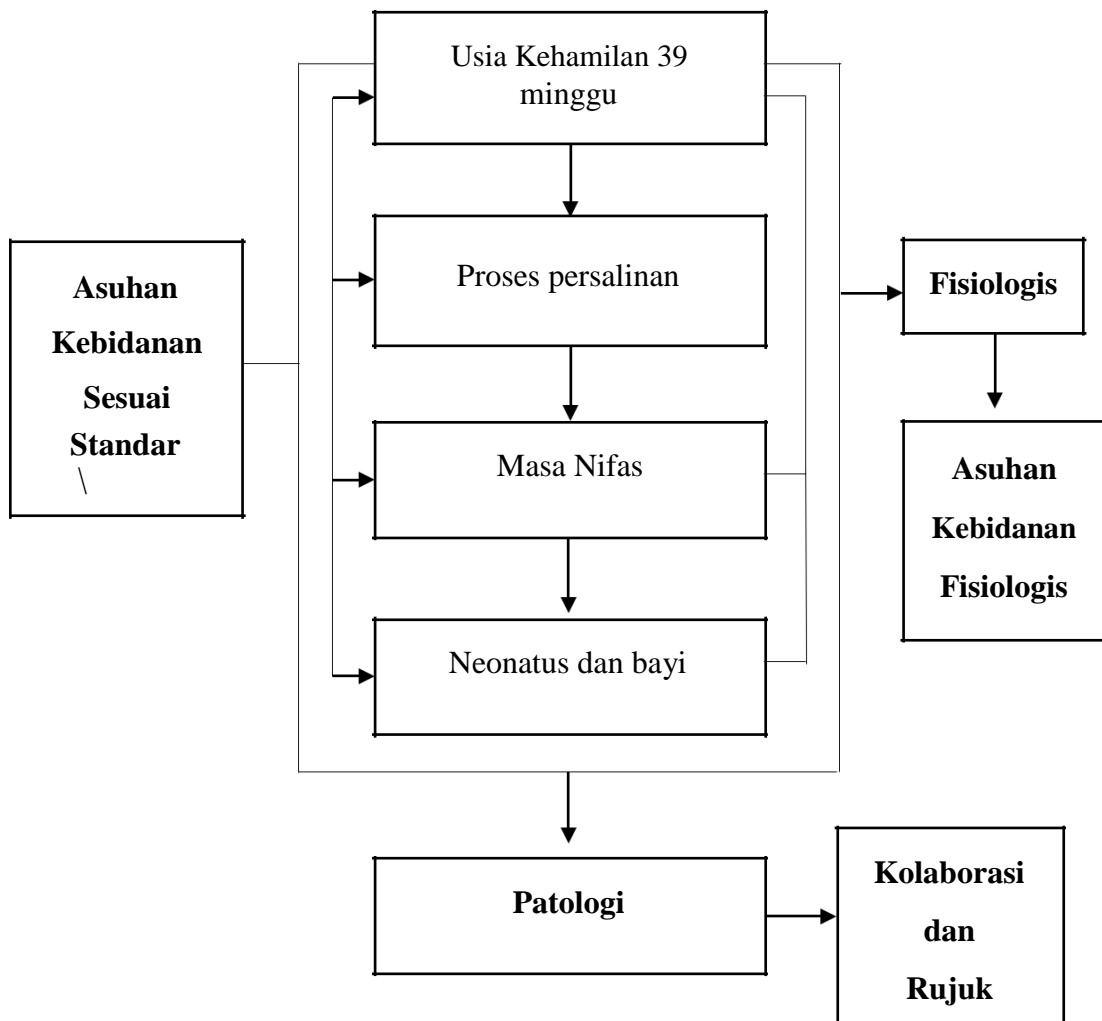 Usia Kehamilan 39
minggu
Proses persalinan
Masa Nifas
Neonatus dan bayi
Asuhan
Kebidanan
Sesuai
Standar
\
Fisiologis
Asuhan
Kebidanan
Fisiologis
Patologi
Kolaborasi
dan
Rujuk